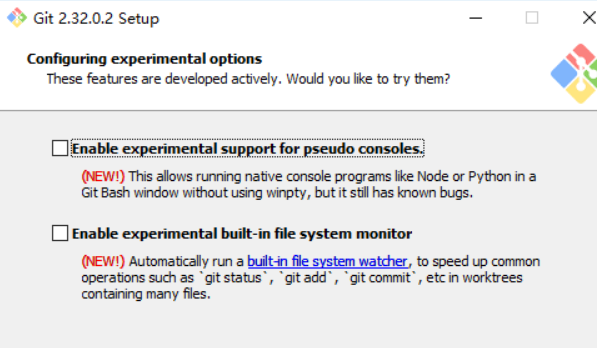 Git 2.32.0.2 Setup
Configuring experimental options
These features are developed actively. Would you like to try them?
Enable experimental support for pseudo consoles.
(NEW!) This allows running native console programs like Node or Python in a
Git Bash window without using winpty, but it still has known bugs.
Enable experimental built-in file system monitor
(NEW!) Automatically run a built-in file system watcher, to speed up common
operations such as `git status`, `git add`, `git commit`, etc in worktrees
containing many files.